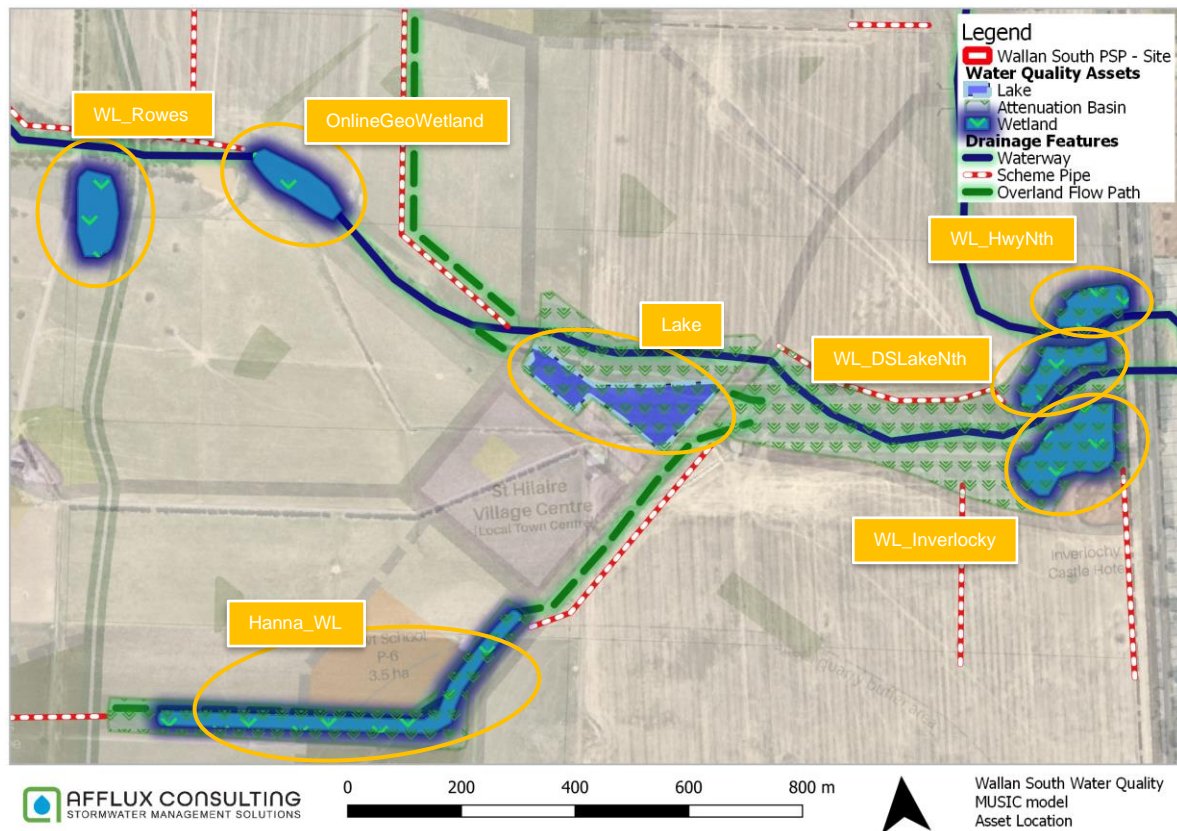 Legend
Wallan South PSP - Site
Water Quality Assets
Lake
Attenuation Basin
Wetland
Drainage Features
Waterway
Scheme Pipe
Overland Flow Path
WL_Rowes
OnlineGeoWetland
WL_HwyNth
Lake
WL_DSLakeNth
St Hilaire
Village Centre
Local Town Centre
WL_Inverlocky
Inverlochy
Castle Hotel
Hanna_WL
School
P-6
3.5 ha
AFFLUX CONSULTING
STORMWATER MANAGEMENT SOLUTIONS
0 200 400 600 800 m
Wallan South Water Quality
MUSIC model
Asset Location